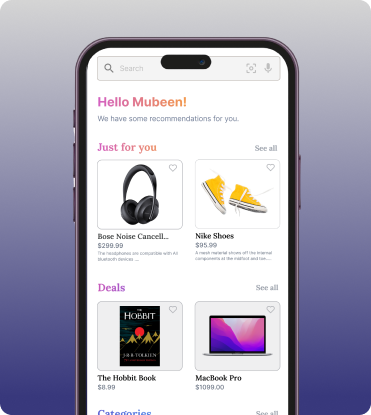 Search
Hello Mubeen!
We have some recommendations for you.
Just for you
See all
Bose Noise Cancell...
$299.99
The headphones are compatible with All
bluetooth devices ....
Nike Shoes
$95.99
A mesh material shows off the internal
components at the midfoot and toe ....
Deals
See all
THE
HOBBIT
J·R·R·TOLKIEN
The Hobbit Book
$8.99
MacBook Pro
$1099.00
Categories
See all